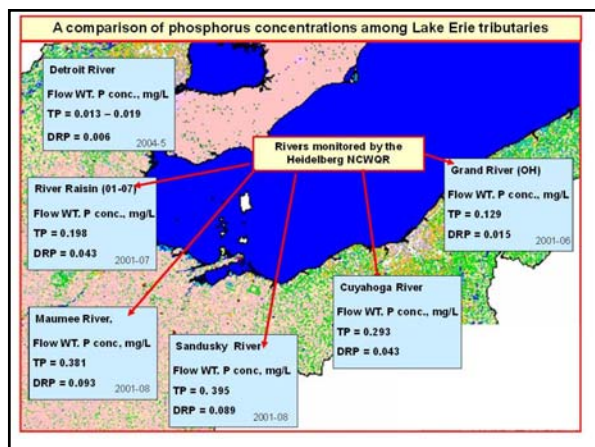 A comparison of phosphorus concentrations among Lake Erie tributaries
Detroit River
Flow WT. P conc., mg/L
TP = 0.013 – 0.019
DRP = 0.006
2004-5
Rivers monitored by the
Heidelberg NCWQR
Grand River (OH)
Flow WT. P conc., mg/L
TP = 0.129
DRP = 0.015
2001-06
River Raisin (01-07)
Flow WT. P conc., mg/L
TP = 0.198
DRP = 0.043
2001-07
Cuyahoga River
Flow WT. P conc., mg/L
TP = 0.293
DRP = 0.043
Maumee River,
Flow WT. P conc, mg/L
TP = 0.381
DRP = 0.093
2001-08
Sandusky River
Flow WT. P conc, mg/L
TP = 0. 395
DRP = 0.089
2001-08